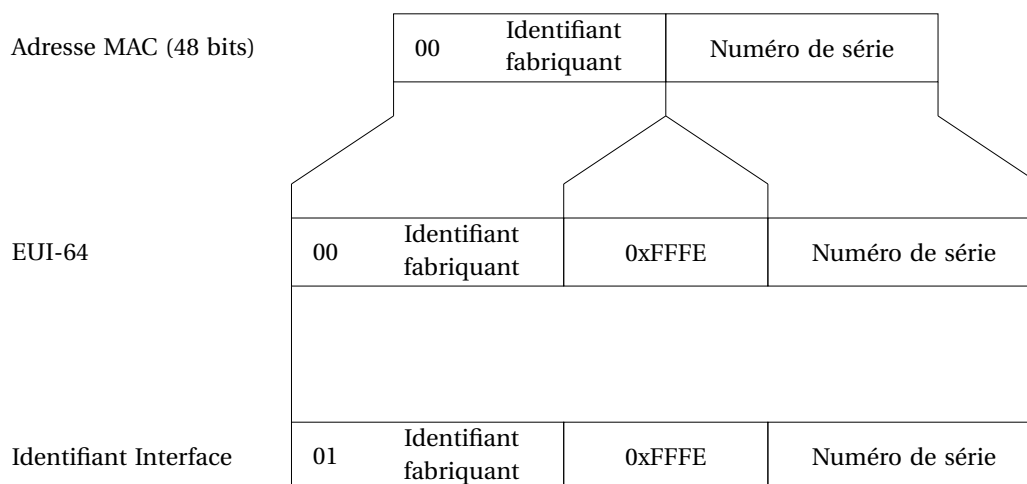 Adresse MAC (48 bits)
00
Identifiant
fabriquant
Numéro de série
EUI-64
00
Identifiant
fabriquant
0xFFFE
Numéro de série
Identifiant Interface
01
Identifiant
fabriquant
0xFFFE
Numéro de série